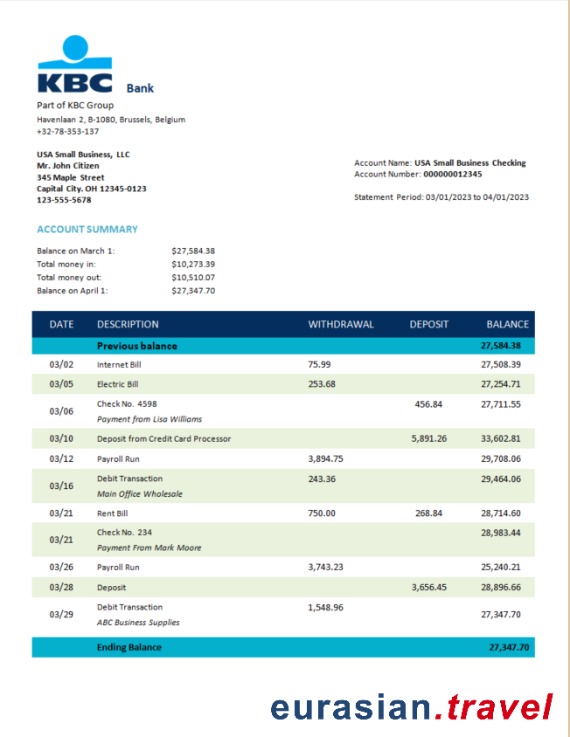 KBC Bank
Part of KBC Group
Havenlaan 2, B-1080, Brussels, Belgium
+32-78-353-137
USA Small Business, LLC
Mr. John Citizen
345 Maple Street
Capital City. OH 12345-0123
123-555-5678
Account Name: USA Small Business Checking
Account Number: 000000012345
Statement Period: 03/01/2023 to 04/01/2023
ACCOUNT SUMMARY
Balance on March 1: $27,584.38
Total money in: $10,273.39
Total money out: $10,510.07
Balance on April 1: $27,347.70
DATE DESCRIPTION WITHDRAWAL DEPOSIT BALANCE
Previous balance 27,584.38
03/02 Internet Bill 75.99 27,508.39
03/05 Electric Bill 253.68 27,254.71
03/06 Check No. 4598 456.84 27,711.55
Payment from Lisa Williams
03/10 Deposit from Credit Card Processor 5,891.26 33,602.81
03/12 Payroll Run 3,894.75 29,708.06
03/16 Debit Transaction 243.36 29,464.06
Main Office Wholesale
03/21 Rent Bill 750.00 268.84 28,714.60
03/21 Check No. 234 28,983.44
Payment From Mark Moore
03/26 Payroll Run 3,743.23 25,240.21
03/28 Deposit 3,656.45 28,896.66
03/29 Debit Transaction 1,548.96 27,347.70
ABC Business Supplies
Ending Balance 27,347.70
eurasian.travel